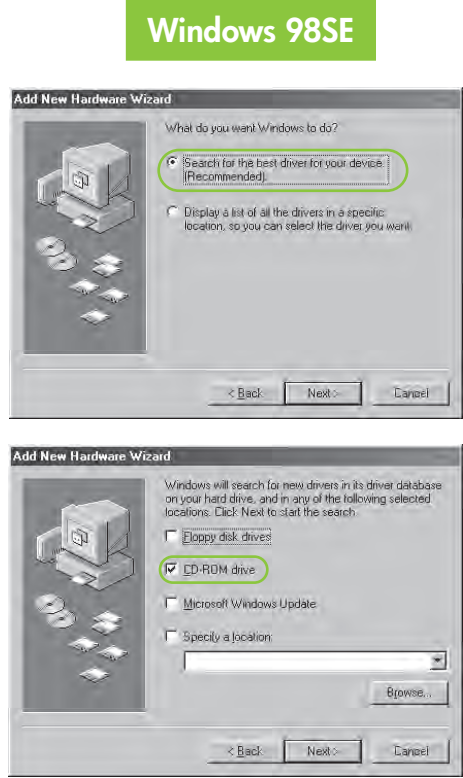 Windows 98SE
Add New Hardware Wizard
What do you want Windows to do?
Search for the best driver for your device
(Recommended).
Display a list of all the drivers in a specific
location, so you can select the driver you want.
< Back
Next >
Cancel
Add New Hardware Wizard
Windows will search for new drivers in its driver database
on your hard drive, and in any of the following selected
locations. Click Next to start the search.
Floppy disk drives
CD-ROM drive
Microsoft Windows Update
Specify a location:
Browse...
< Back
Next >
Cancel